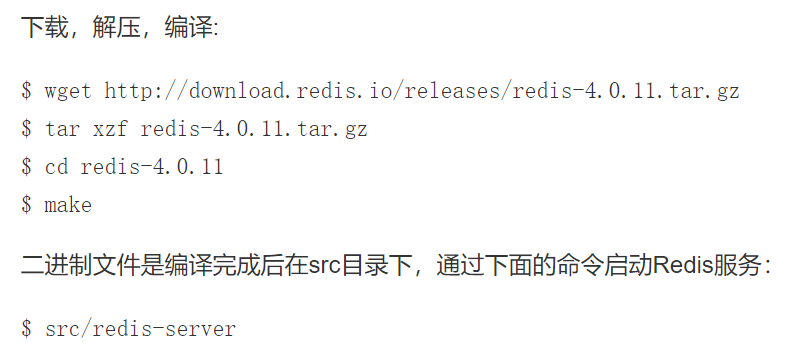 下载，解压，编译:
$ wget http://download.redis.io/releases/redis-4.0.11.tar.gz
$ tar xzf redis-4.0.11.tar.gz
$ cd redis-4.0.11
$ make
二进制文件是编译完成后在src目录下，通过下面的命令启动Redis服务：
$ src/redis-server